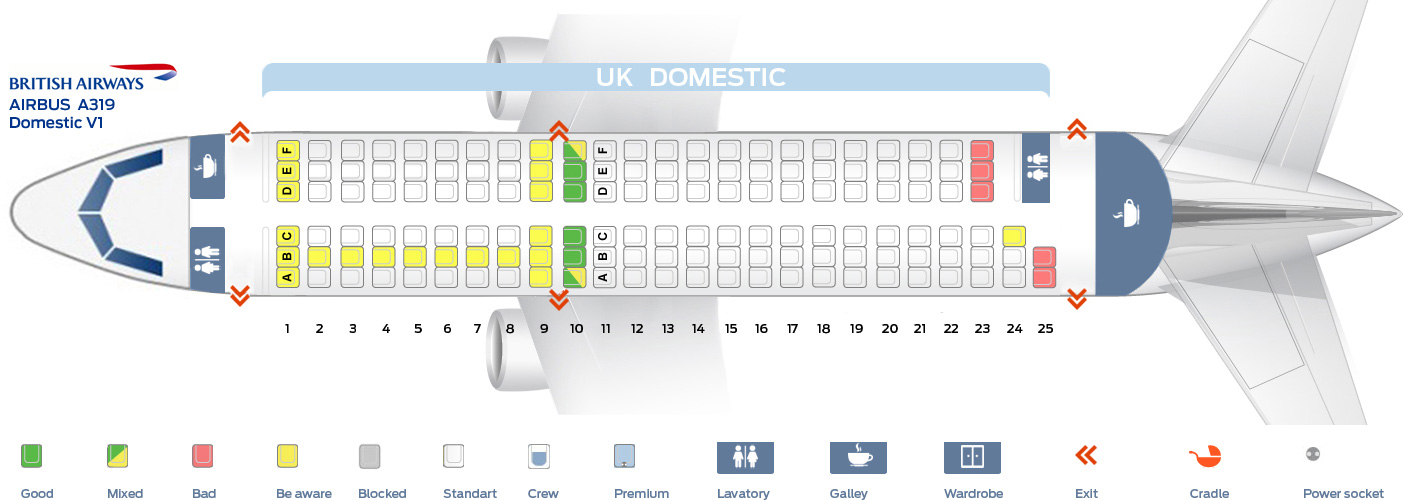 UK DOMESTIC
BRITISH AIRWAYS
AIRBUS A319
Domestic V1
F F
E E
D D
C C
B B
A A
1 2 3 4 5 6 7 8 9 10 11 12 13 14 15 16 17 18 19 20 21 22 23 24 25
Good Mixed Bad Be aware Blocked Standart Crew Premium Lavatory Galley Wardrobe Exit Cradle Power socket